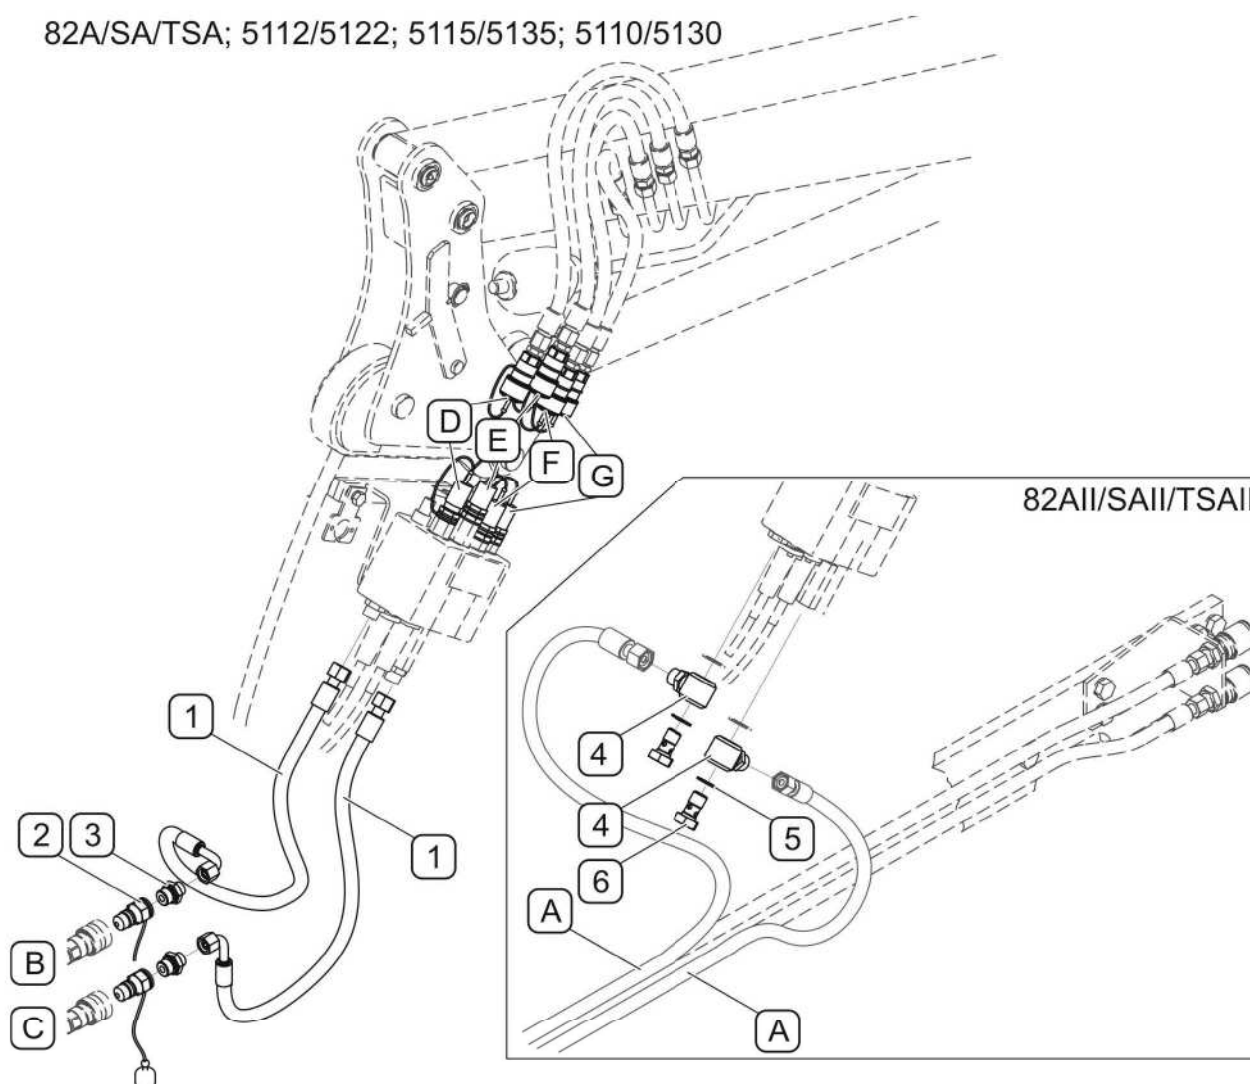 82A/SA/TSA; 5112/5122; 5115/5135; 5110/5130
D
E
F
G
82AII/SAII/TSAII
1
4
2
3
1
4
5
6
A
B
C
A